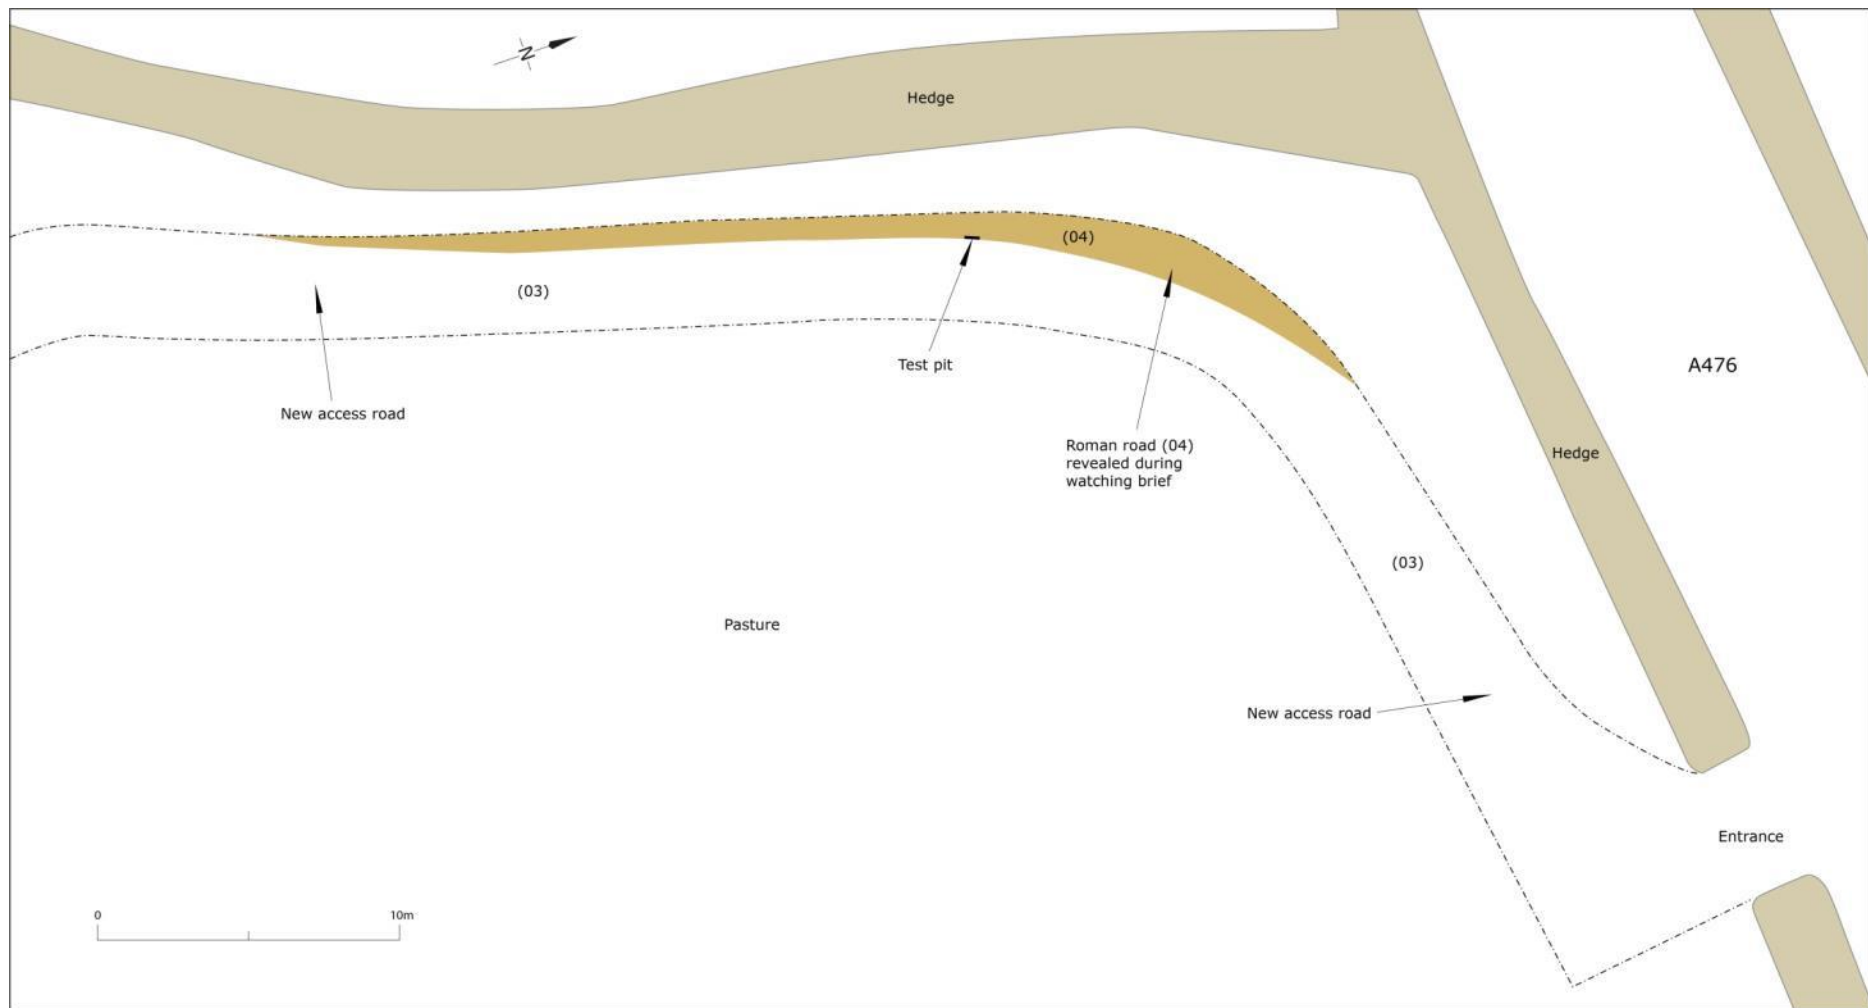 N
Hedge
(04)
(03)
Test pit
A476
New access road
Roman road (04)
revealed during
watching brief
Hedge
(03)
Pasture
New access road
Entrance
0
10m